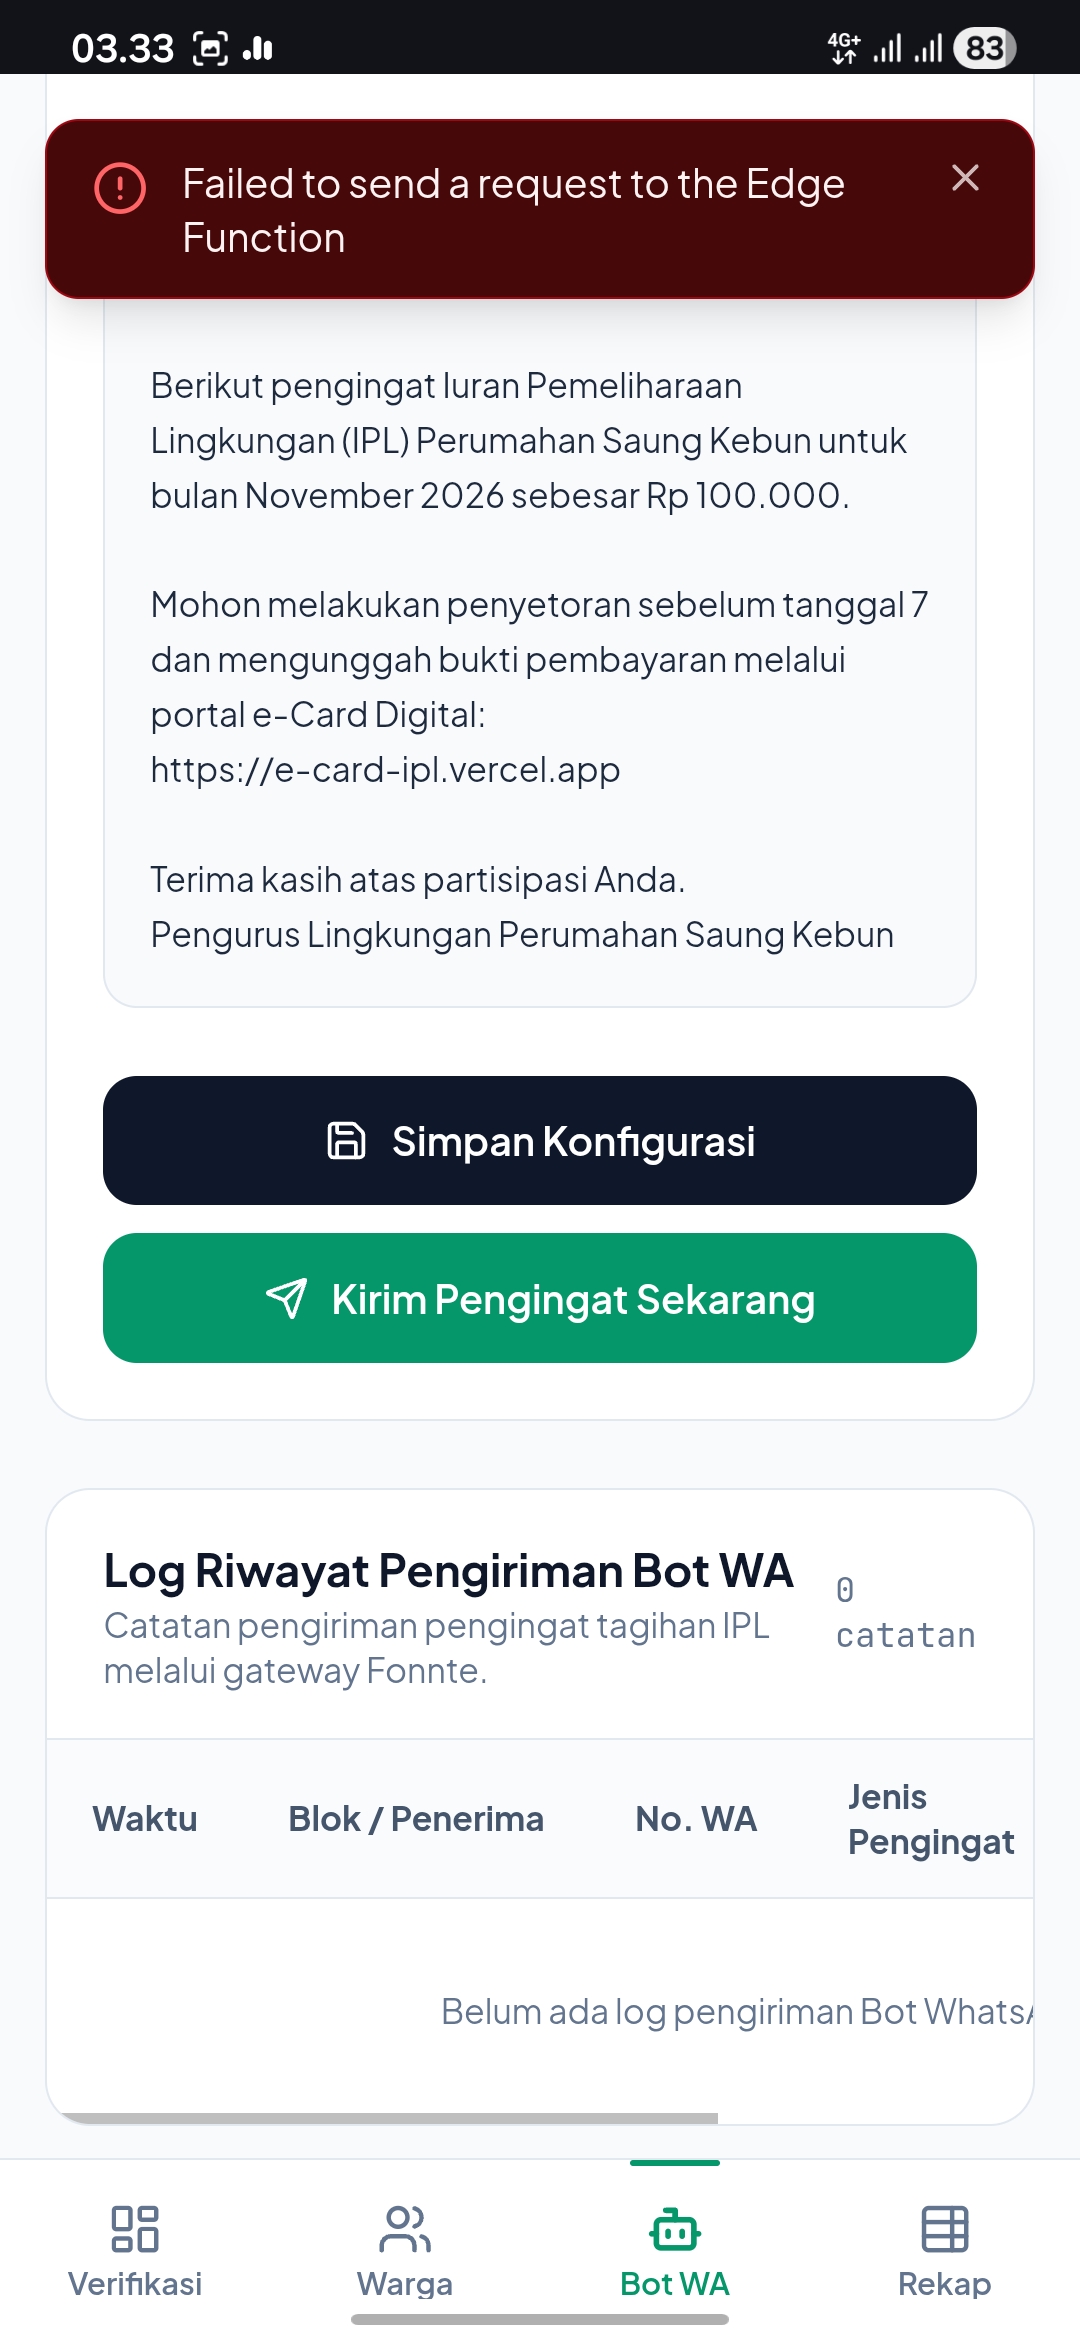 03.33
4G+
83
Failed to send a request to the Edge
Function
Berikut pengingat Iuran Pemeliharaan
Lingkungan (IPL) Perumahan Saung Kebun untuk
bulan November 2026 sebesar Rp 100.000.
Mohon melakukan penyetoran sebelum tanggal 7
dan mengunggah bukti pembayaran melalui
portal e-Card Digital:
https://e-card-ipl.vercel.app
Terima kasih atas partisipasi Anda.
Pengurus Lingkungan Perumahan Saung Kebun
Simpan Konfigurasi
Kirim Pengingat Sekarang
Log Riwayat Pengiriman Bot WA
0
catatan
Catatan pengiriman pengingat tagihan IPL
melalui gateway Fonnte.
Waktu
Blok / Penerima
No. WA
Jenis
Pengingat
Belum ada log pengiriman Bot Whats
Verifikasi
Warga
Bot WA
Rekap